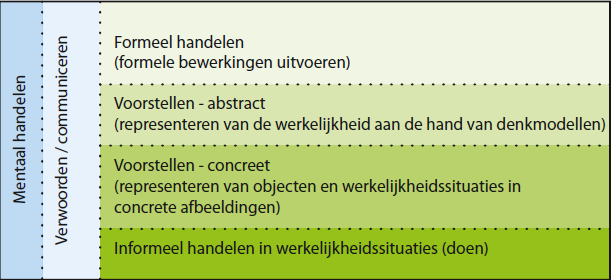 Mentaal handelen
Verwoorden / communiceren
Formeel handelen
(formele bewerkingen uitvoeren)
Voorstellen - abstract
(representeren van de werkelijkheid aan de hand van denkmodellen)
Voorstellen - concreet
(representeren van objecten en werkelijkheidssituaties in
concrete afbeeldingen)
Informeel handelen in werkelijkheidssituaties (doen)